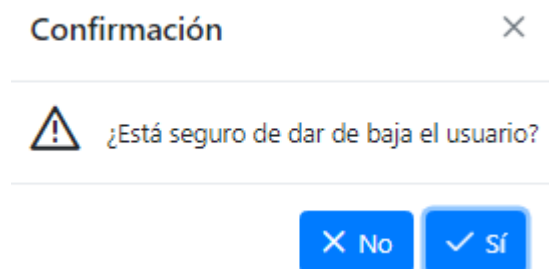 Confirmación
¿Está seguro de dar de baja el usuario?
No
Sí